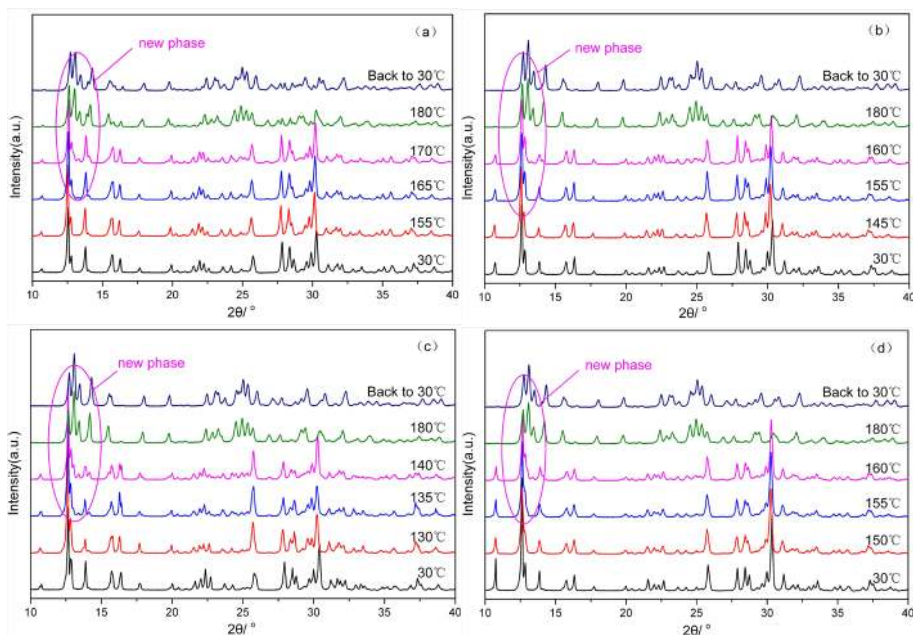 (a)
new phase
Back to 30℃
180℃
170℃
165℃
155℃
30℃
Intensity(a.u.)
10 15 20 25 30 35 40
2θ/ °
(b)
new phase
Back to 30℃
180℃
160℃
155℃
145℃
30℃
Intensity(a.u.)
10 15 20 25 30 35 40
2θ/ °
(c)
new phase
Back to 30℃
180℃
140℃
135℃
130℃
30℃
Intensity(a.u.)
10 15 20 25 30 35 40
2θ/ °
(d)
new phase
Back to 30℃
180℃
160℃
155℃
150℃
30℃
Intensity(a.u.)
10 15 20 25 30 35 40
2θ/ °